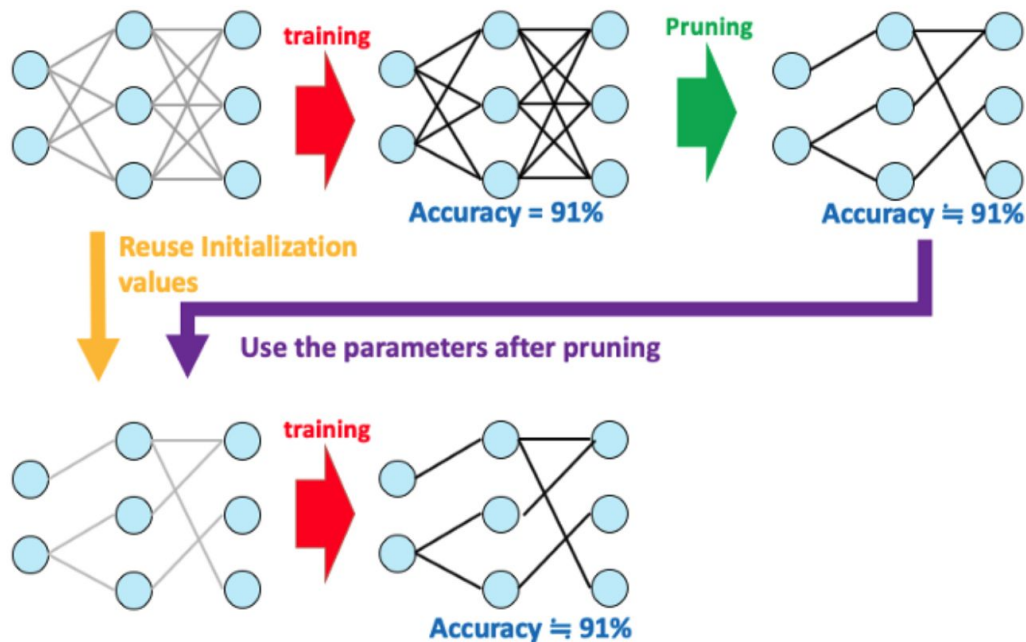 training
Pruning
Accuracy = 91%
Accuracy ≒ 91%
Reuse Initialization
values
Use the parameters after pruning
training
Accuracy ≒ 91%